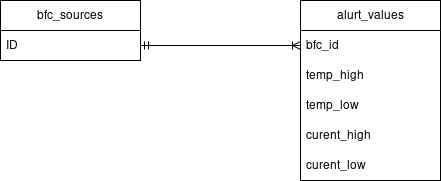 bfc_sources
ID
alurt_values
bfc_id
temp_high
temp_low
curent_high
curent_low